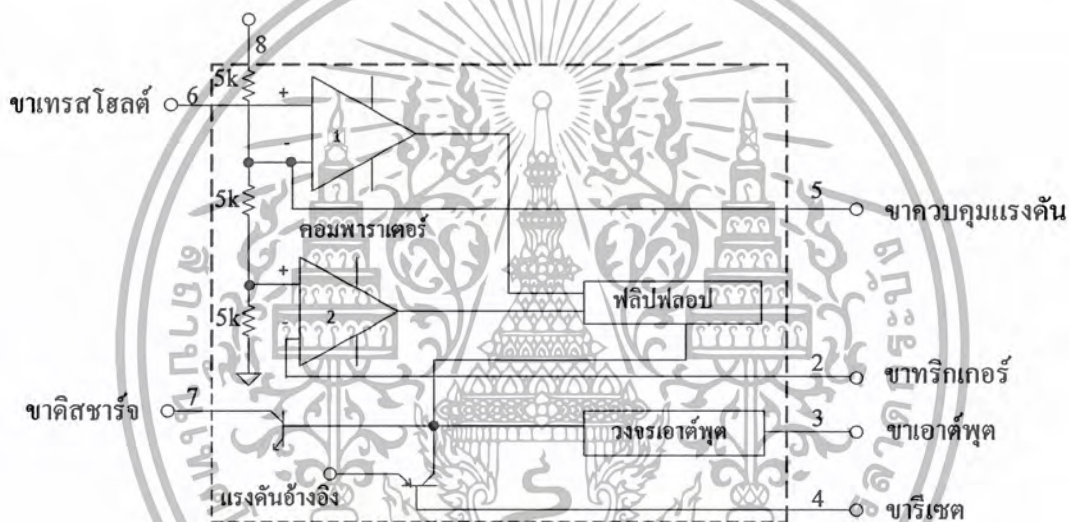 8
5k
ขาเทรสโฮลต์ 6
+
1
-
5k
5
ขาควบคุมแรงดัน
คอมพาราเตอร์
+
ฟลิปฟลอป
5k
2
-
2
ขาทริกเกอร์
ขาดิสชาร์จ 7
วงจรเอาต์พุต
3
ขาเอาต์พุต
แรงดันอ้างอิง
4
ขารีเซต